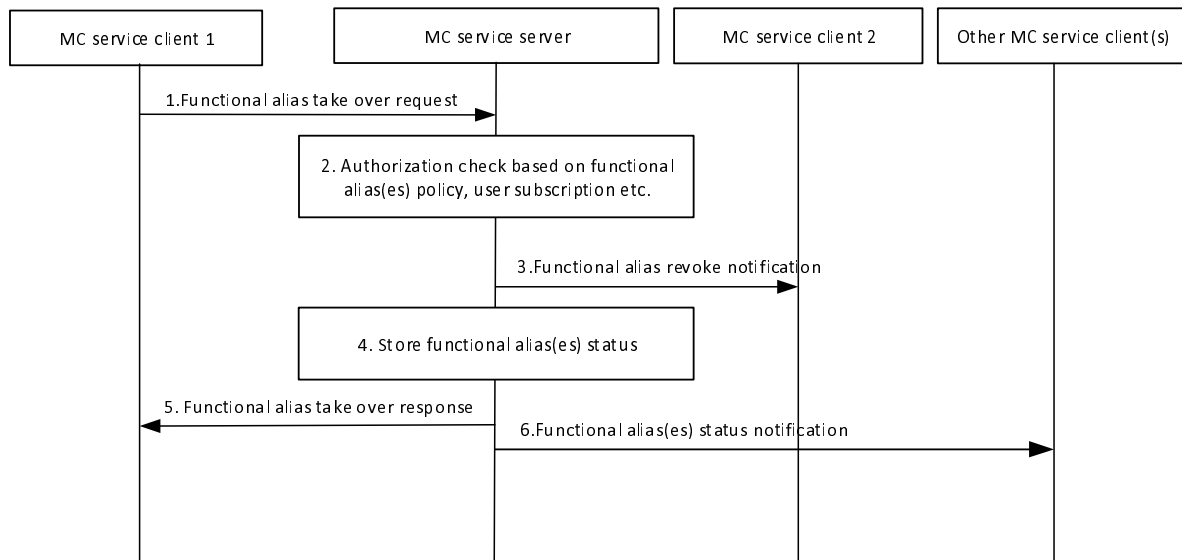 MC service client 1
MC service server
MC service client 2
Other MC service client(s)
1.Functional alias take over request
2. Authorization check based on functional
alias(es) policy, user subscription etc.
3.Functional alias revoke notification
4. Store functional alias(es) status
5. Functional alias take over response
6.Functional alias(es) status notification